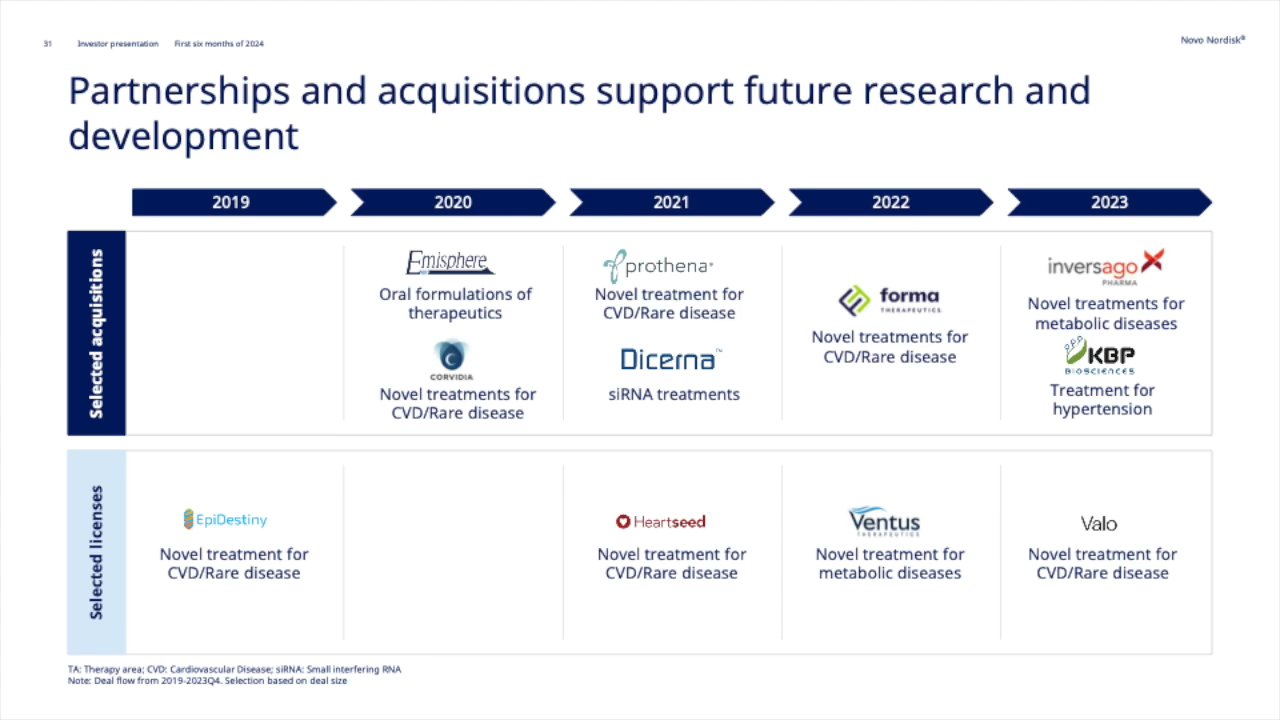 31 Investor presentation First six months of 2024
Novo Nordisk®
Partnerships and acquisitions support future research and
development
2019
2020
2021
2022
2023
Selected acquisitions
Emisphere
Oral formulations of
therapeutics
CORVIDIA
Novel treatments for
CVD/Rare disease
prothena
Novel treatment for
CVD/Rare disease
Dicerna™
siRNA treatments
forma
THERAPEUTICS
Novel treatments for
CVD/Rare disease
inversago
PHARMA
Novel treatments for
metabolic diseases
KBP
BIOSCIENCES
Treatment for
hypertension
Selected licenses
EpiDestiny
Novel treatment for
CVD/Rare disease
Heartseed
Novel treatment for
CVD/Rare disease
Ventus
THERAPEUTICS
Novel treatment for
metabolic diseases
Valo
Novel treatment for
CVD/Rare disease
TA: Therapy area; CVD: Cardiovascular Disease; siRNA: Small interfering RNA
Note: Deal flow from 2019-2023Q4. Selection based on deal size